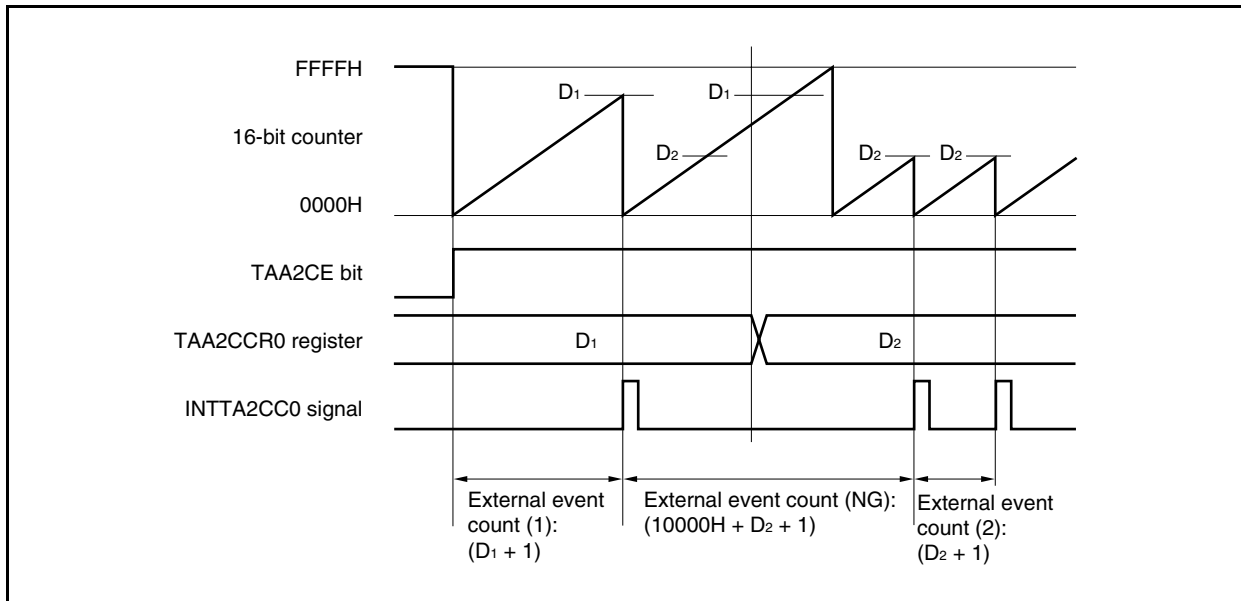 FFFFH
D1
D1
16-bit counter
D2
D2
D2
0000H
TAA2CE bit
TAA2CCR0 register
D1
D2
INTTA2CC0 signal
External event
count (1):
(D1 + 1)
External event count (NG):
(10000H + D2 + 1)
External event
count (2):
(D2 + 1)